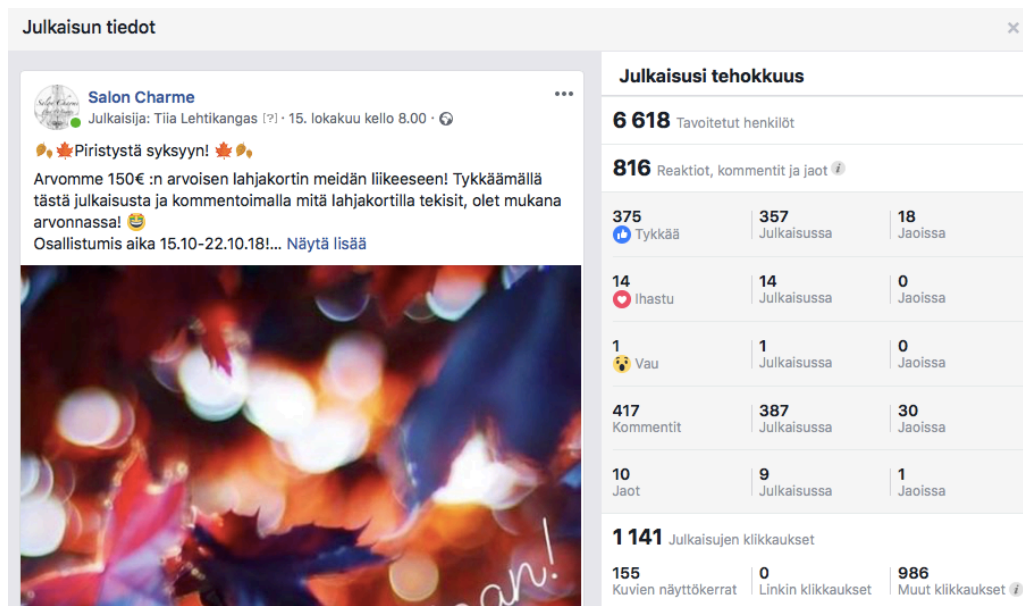 Julkaisun tiedot
Salon Charme
Julkaisija: Tiia Lehtikangas [?] · 15. lokakuu kello 8.00 ·
🍂🍁Piristystä syksyyn! 🍁🍂
Arvomme 150€ :n arvoisen lahjakortin meidän liikeeseen! Tykkäämällä
tästä julkaisusta ja kommentoimalla mitä lahjakortilla tekisit, olet mukana
arvonnassa! 🤩
Osallistumis aika 15.10-22.10.18!... Näytä lisää
Julkaisusi tehokkuus
6 618 Tavoitetut henkilöt
816 Reaktiot, kommentit ja jaot
375 357 18
Tykkää Julkaisussa Jaoissa
14 14 0
Ihastu Julkaisussa Jaoissa
1 1 0
Vau Julkaisussa Jaoissa
417 387 30
Kommentit Julkaisussa Jaoissa
10 9 1
Jaot Julkaisussa Jaoissa
1 141 Julkaisujen klikkaukset
155 0 986
Kuvien näyttökerrat Linkin klikkaukset Muut klikkaukset